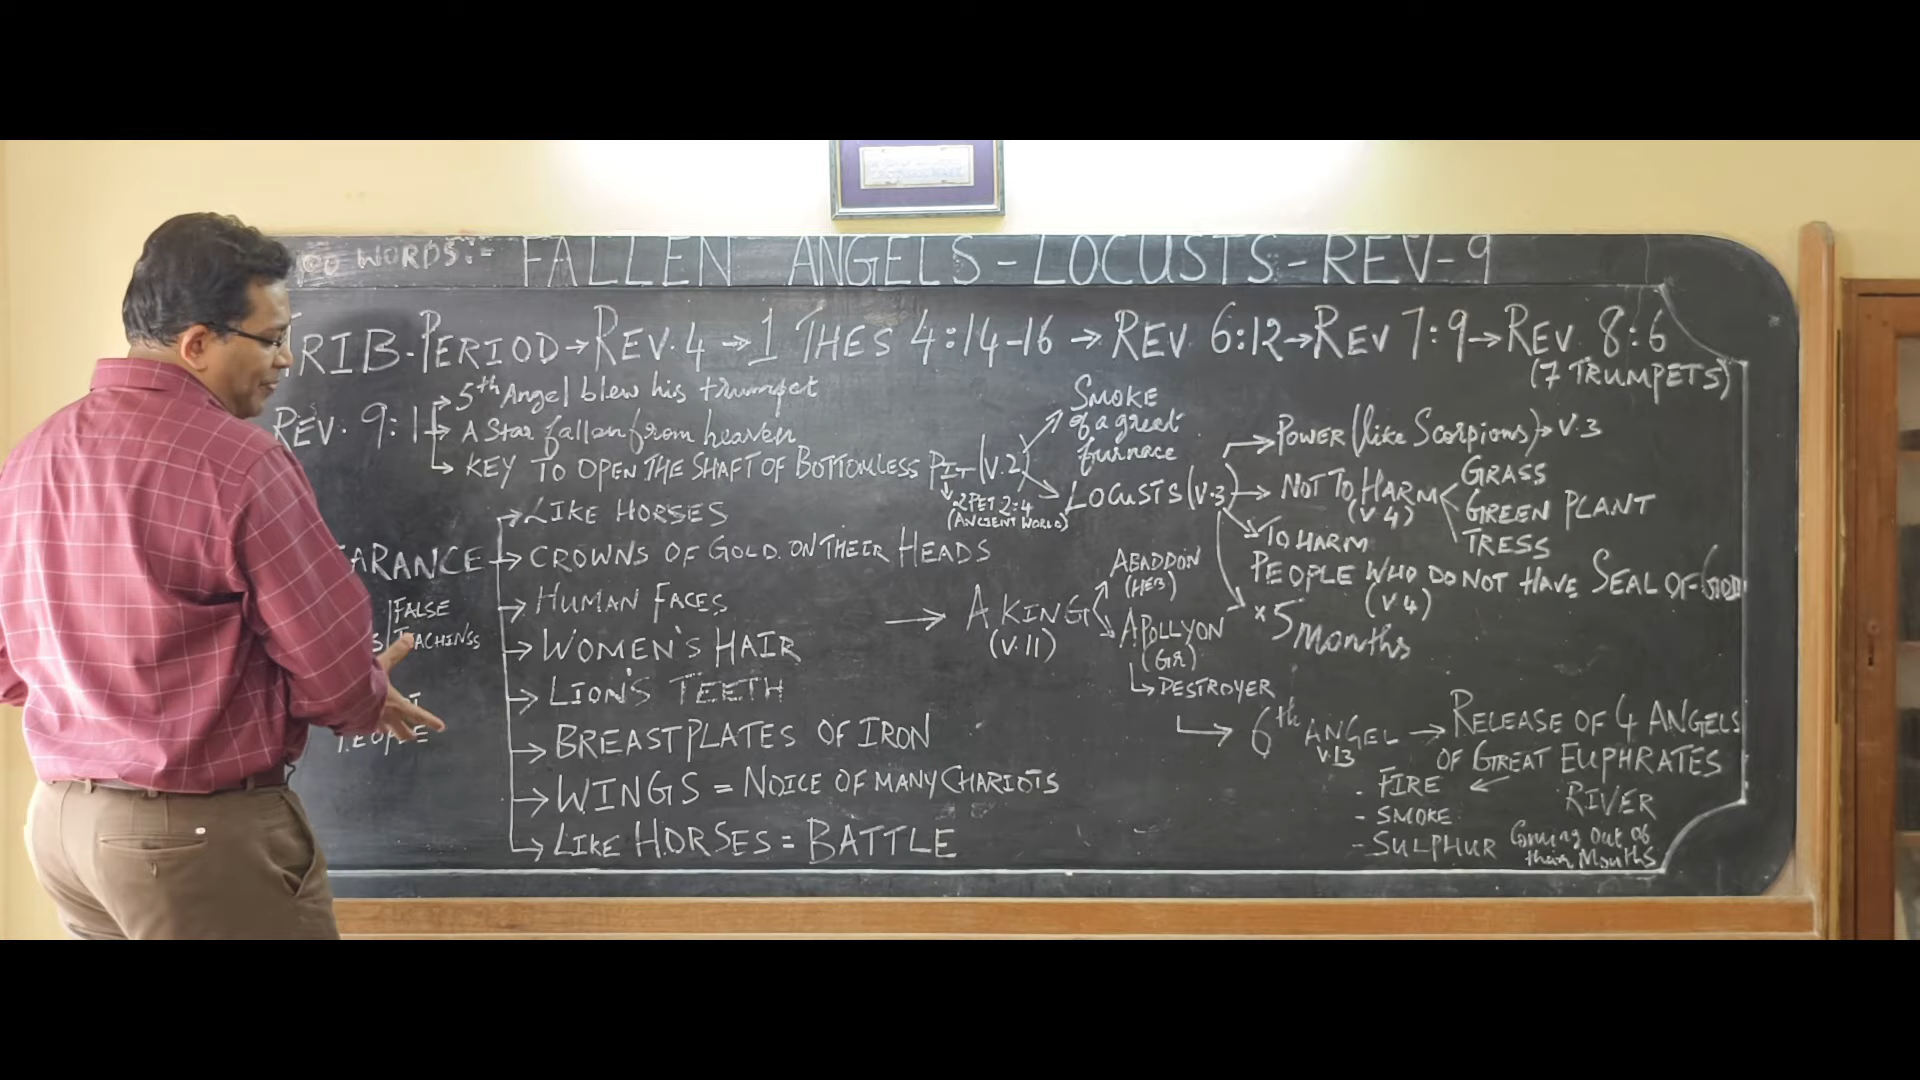 WORDS:- FALLEN ANGELS - LOCUSTS - REV - 9
TRIB-PERIOD → REV. 4 → 1 THES 4:14-16 → REV 6:12 → REV 7:9 → REV 8:6
(7 TRUMPETS)
REV. 9:1
→ 5th Angel blew his trumpet
→ A Star fallen from heaven
→ KEY TO OPEN THE SHAFT OF BOTTOMLESS PIT (V.2)
2PET 2:4
(ANCIENT WORLD)
SMOKE
of a great
furnace
LOCUSTS (V.3)
→ POWER (like Scorpions) → V.3
→ NOT TO HARM
(V 4)
GRASS
GREEN PLANT
TRESS
→ TO HARM
PEOPLE WHO DO NOT HAVE SEAL OF GOD
(V4)
* 5 Months
ARANCE
→ LIKE HORSES
→ CROWNS OF GOLD ON THEIR HEADS
→ HUMAN FACES
→ WOMEN'S HAIR
→ LION'S TEETH
→ BREASTPLATES OF IRON
→ WINGS = NOICE OF MANY CHARIOTS
→ LIKE HORSES = BATTLE
FALSE
TEACHINSS
PEOPLE
→ A KING
(V.11)
ABADDON
(HEB)
APOLLYON
(GR)
→ DESTROYER
→ 6th ANGEL → RELEASE OF 4 ANGELS
V.13
OF GREAT EUPHRATES
RIVER
- FIRE
- SMOKE
- SULPHUR Coming out of
their Mouths